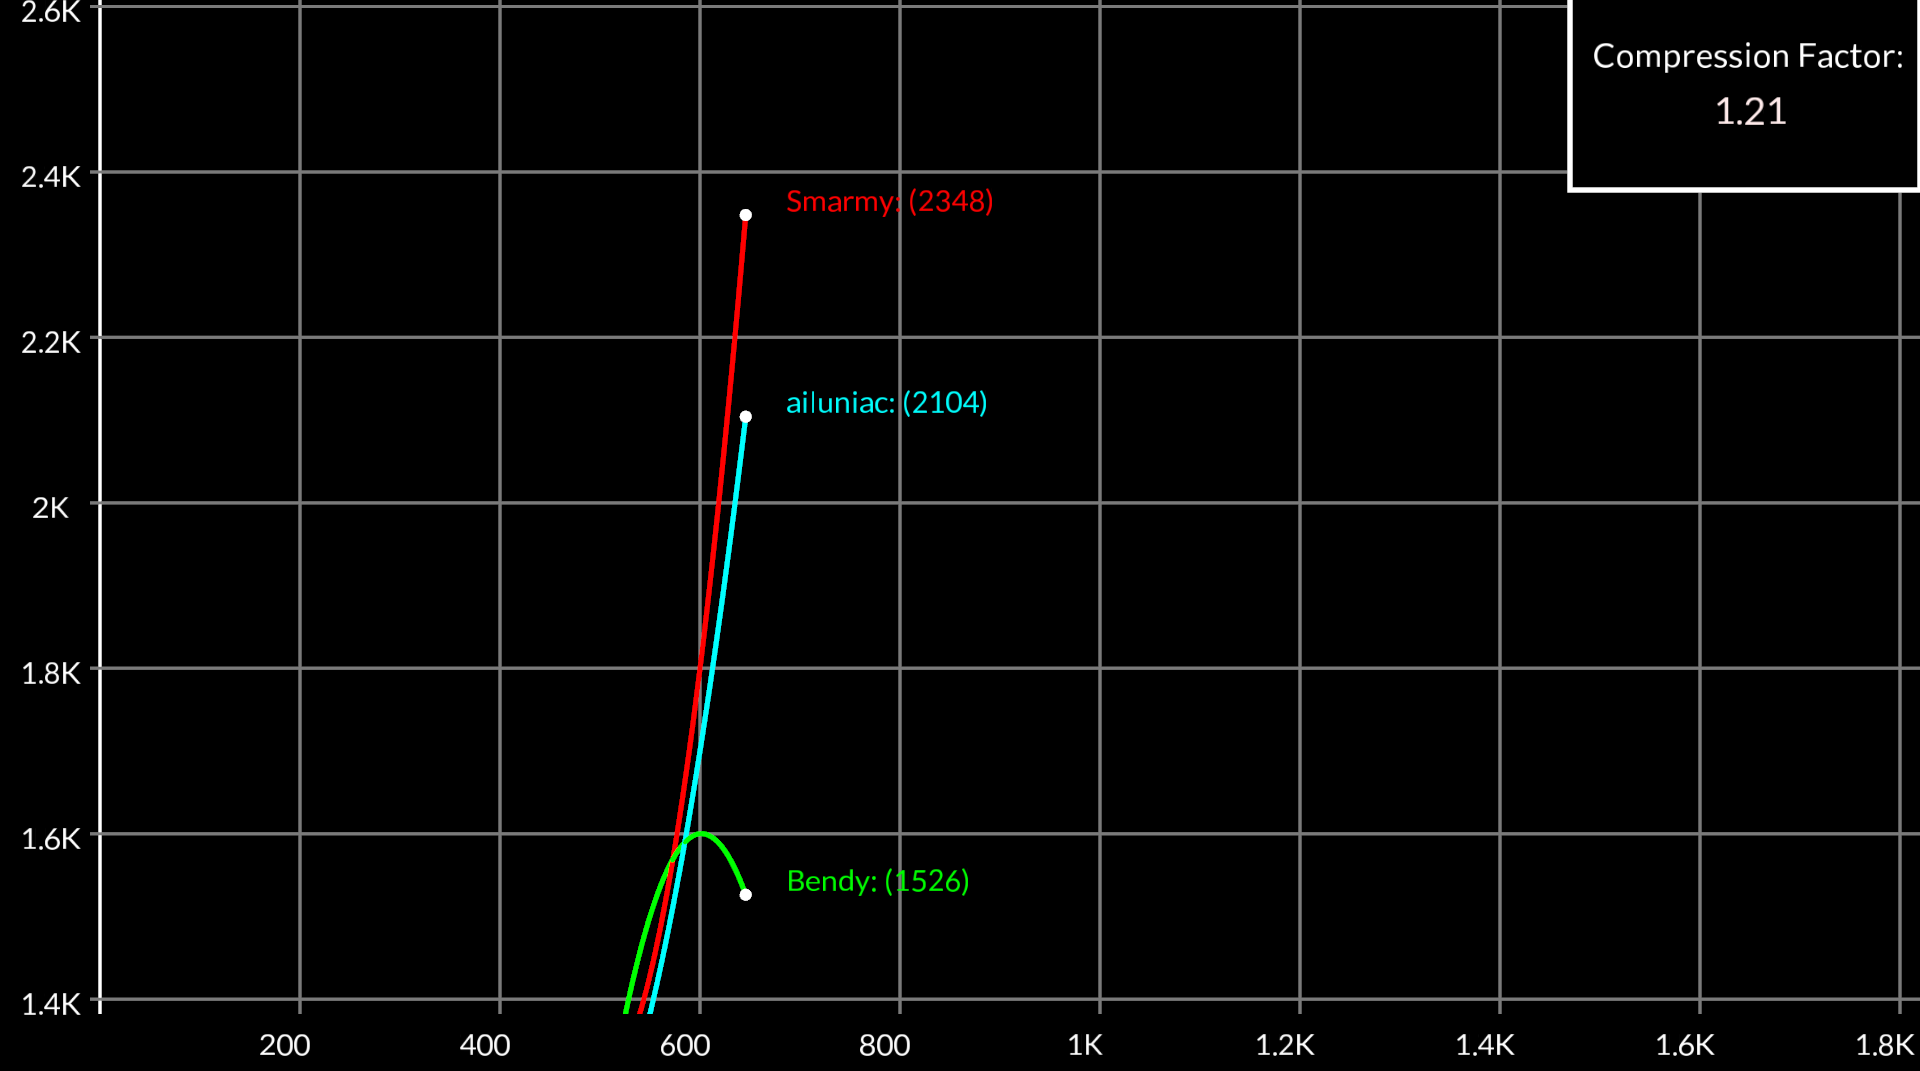 2.6K
Compression Factor:
1.21
2.4K
Smarmy: (2348)
2.2K
ailuniac: (2104)
2K
1.8K
1.6K
Bendy: (1526)
1.4K
200 400 600 800 1K 1.2K 1.4K 1.6K 1.8K